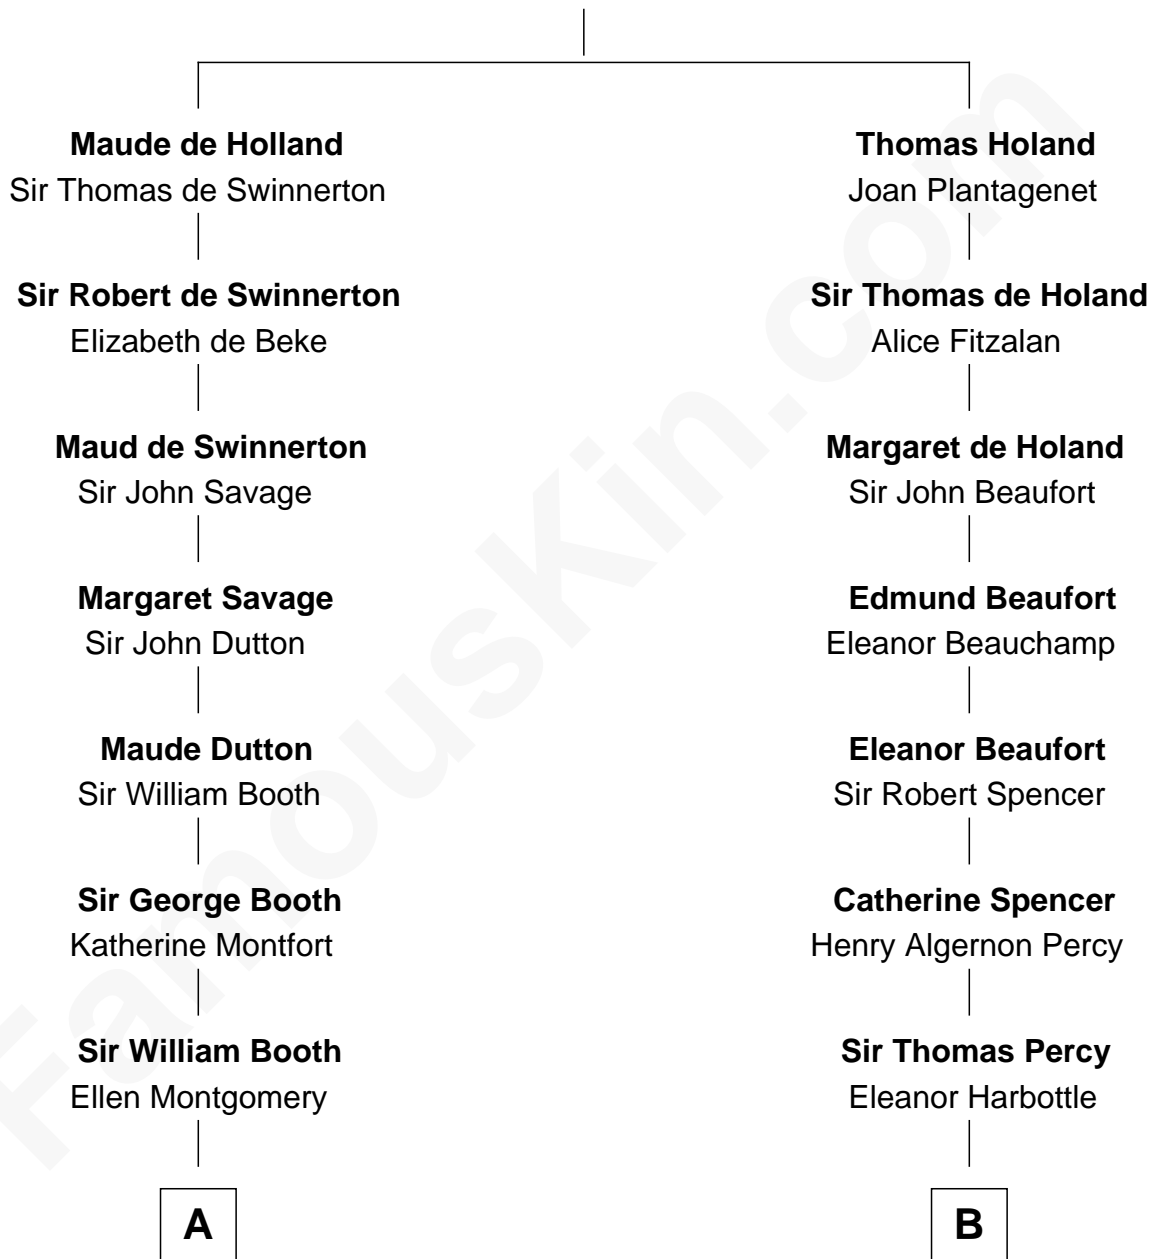 Maude de Holland
Sir Thomas de Swinnerton
Sir Robert de Swinnerton
Elizabeth de Beke
Maud de Swinnerton
Sir John Savage
Margaret Savage
Sir John Dutton
Maude Dutton
Sir William Booth
Sir George Booth
Katherine Montfort
Sir William Booth
Ellen Montgomery
A
Thomas Holand
Joan Plantagenet
Sir Thomas de Holand
Alice Fitzalan
Margaret de Holand
Sir John Beaufort
Edmund Beaufort
Eleanor Beauchamp
Eleanor Beaufort
Sir Robert Spencer
Catherine Spencer
Henry Algernon Percy
Sir Thomas Percy
Eleanor Harbottle
B
FamousKin.com